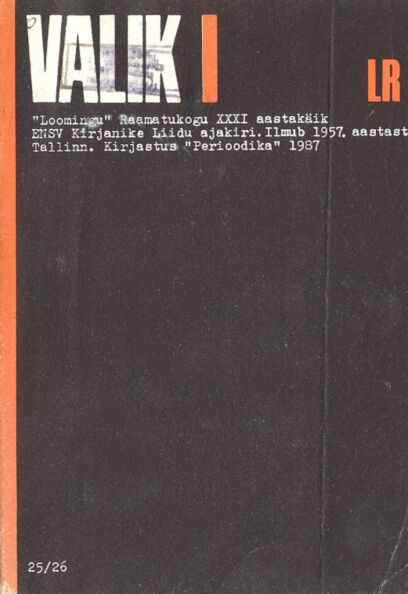 VALIK I
LR
"Loomingu" Raamatukogu XXXI aastakäik
ENSV Kirjanike Liidu ajakiri. Ilmub 1957. aastast
Tallinn. Kirjastus "Perioodika" 1987
25/26